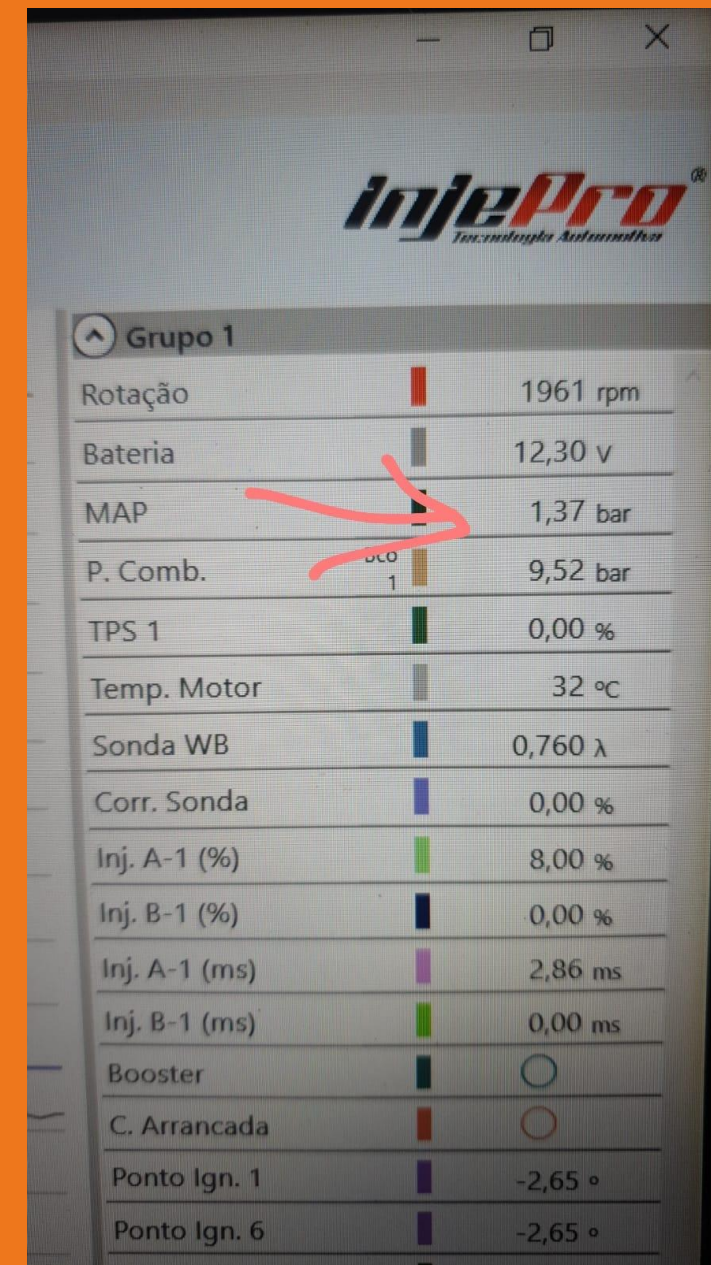 InjePro®
Tecnologia Automotiva
Grupo 1
Rotação 1961 rpm
Bateria 12,30 V
MAP 1,37 bar
P. Comb. 1 9,52 bar
TPS 1 0,00 %
Temp. Motor 32 ºC
Sonda WB 0,760 λ
Corr. Sonda 0,00 %
Inj. A-1 (%) 8,00 %
Inj. B-1 (%) 0,00 %
Inj. A-1 (ms) 2,86 ms
Inj. B-1 (ms) 0,00 ms
Booster
C. Arrancada
Ponto Ign. 1 -2,65 º
Ponto Ign. 6 -2,65 º